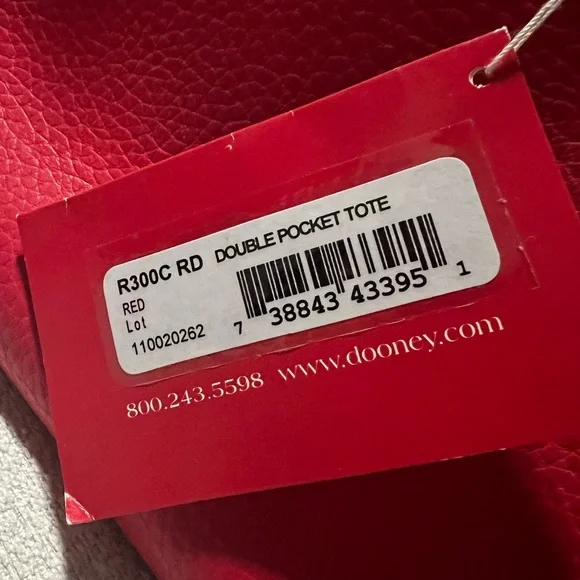 R300C RD DOUBLE POCKET TOTE
RED
Lot
110020262
7 38843 43395 1
800.243.5598 www.dooney.com